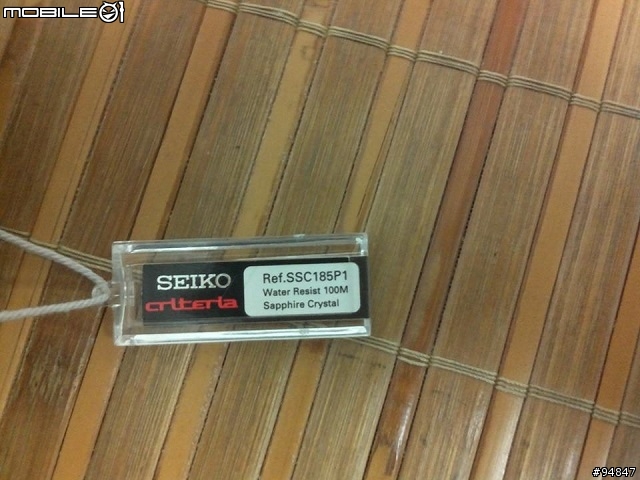 MOBILE01
SEIKO
criteria
Ref.SSC185P1
Water Resist 100M
Sapphire Crystal
#94847